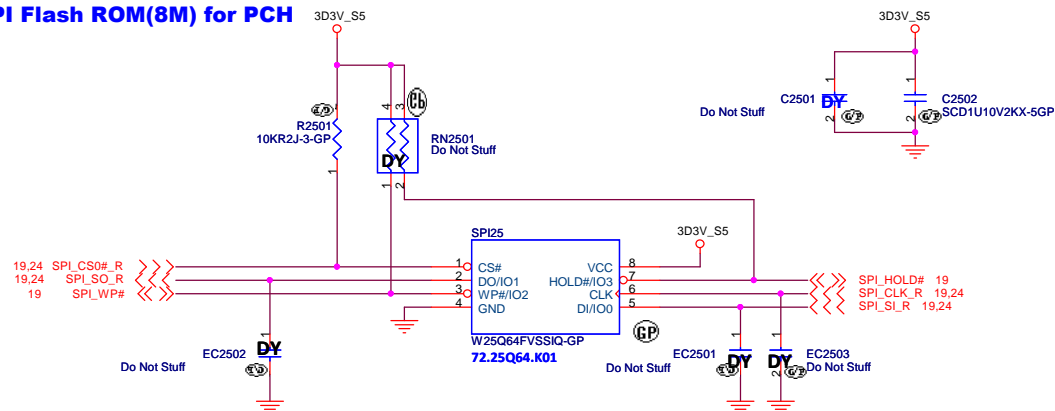 PI Flash ROM(8M) for PCH
3D3V_S5
3D3V_S5
R2501
10KR2J-3-GP
4
3
RN2501
Do Not Stuff
DY
1
2
1
Do Not Stuff
C2501
DY
1
2
G/P
1
2
G/P
C2502
SCD1U10V2KX-5GP
SPI25
3D3V_S5
19,24 SPI_CS0#_R
19,24 SPI_SO_R
19 SPI_WP#
1 CS#
2 DO/IO1
3 WP#/IO2
4 GND
VCC 8
HOLD#/IO3 7
CLK 6
DI/IO0 5
SPI_HOLD# 19
SPI_CLK_R 19,24
SPI_SI_R 19,24
W25Q64FVSSIQ-GP
72.25Q64.K01
GP
EC2502
Do Not Stuff
1
DY
EC2501
Do Not Stuff
1
DY
1
2
DY
G/P
EC2503
Do Not Stuff